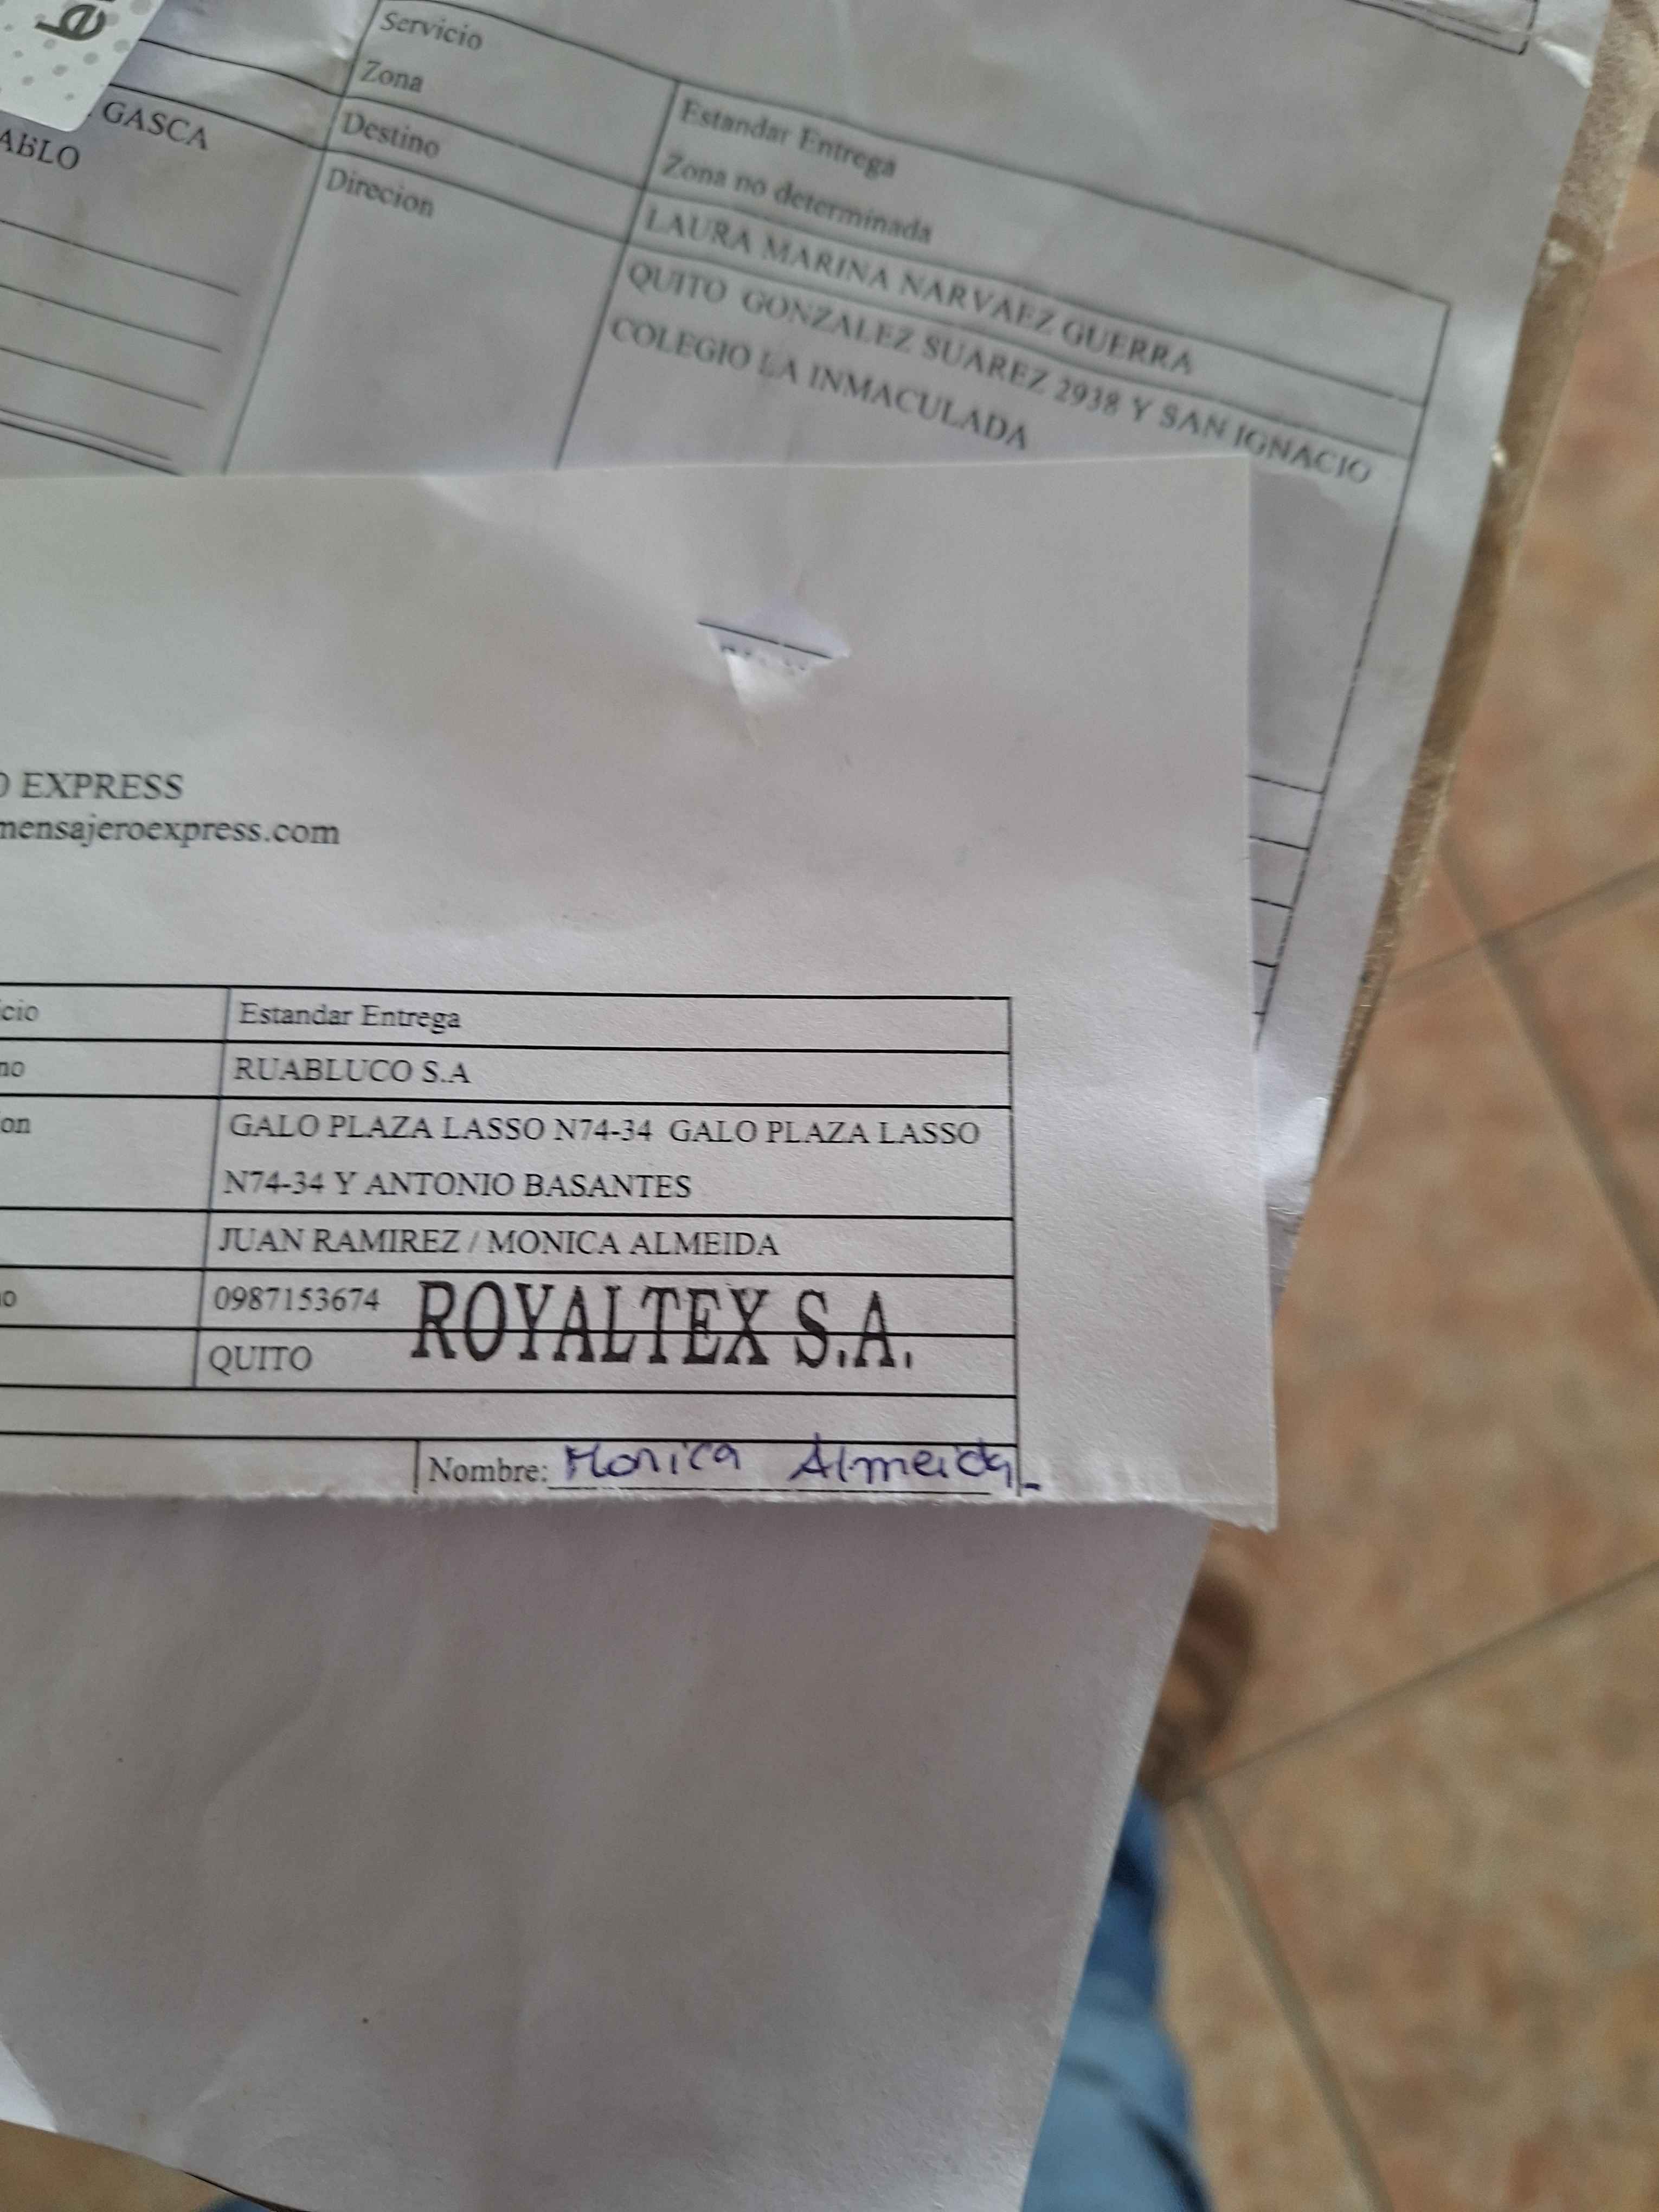 Servicio
Estandar Entrega
Zona
Zona no determinada
GASCA
Destino
LAURA MARINA NARVAEZ GUERRA
Direcion
QUITO GONZALEZ SUAREZ 2938 Y SAN IGNACIO
COLEGIO LA INMACULADA
EXPRESS
mensajeroexpress.com
cio
Estandar Entrega
no
RUABLUCO S.A
on
GALO PLAZA LASSO N74-34 GALO PLAZA LASSO
N74-34 Y ANTONIO BASANTES
JUAN RAMIREZ / MONICA ALMEIDA
o
0987153674
ROYALTEX S.A.
QUITO
Nombre: Monica Almeida